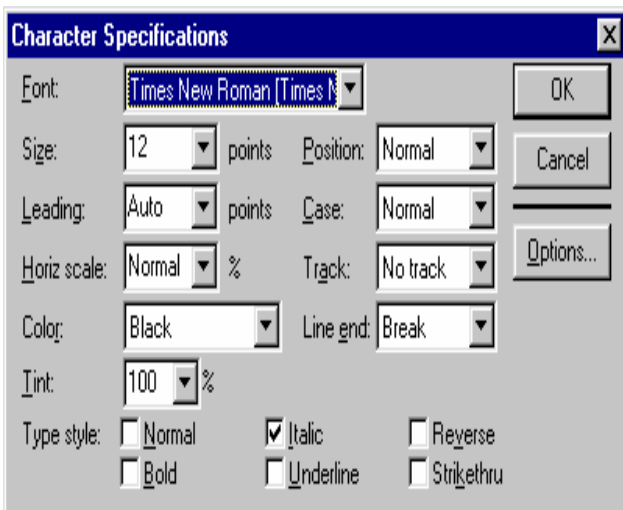 Character Specifications
Font: Times New Roman [Times N OK
Size: 12 points Position: Normal Cancel
Leading: Auto points Case: Normal
Horiz scale: Normal % Track: No track Options...
Color: Black Line end: Break
Tint: 100 %
Type style: Normal Italic Reverse
Bold Underline Strikethru